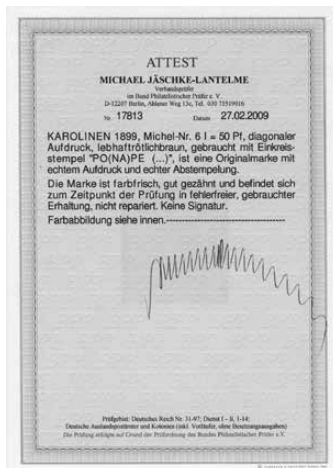 ATTEST
MICHAEL JÄSCHKE-LANTELME
Verbandsprüfer
im Bund Philatelistischer Prüfer e. V.
D-12207 Berlin, Ahlener Weg 13c, Tel. 030 73519016
Nr. 17813 Datum 27.02.2009
KAROLINEN 1899, Michel-Nr. 6 I = 50 Pf, diagonaler
Aufdruck, lebhaftrötlichbraun, gebraucht mit Einkreis-
stempel "PO(NA)PE (...)", ist eine Originalmarke mit
echtem Aufdruck und echter Abstempelung.
Die Marke ist farbfrisch, gut gezähnt und befindet sich
zum Zeitpunkt der Prüfung in fehlerfreier, gebrauchter
Erhaltung, nicht repariert. Keine Signatur.
Farbabbildung siehe innen.------------------------------
Prüfgebiet: Deutsches Reich Nr. 31-97; Dienst I - II, 1-14;
Deutsche Auslandspostämter und Kolonien (inkl. Vorläufer, ohne Besetzungsausgaben)
Die Prüfung erfolgte auf Grund der Prüfordnung des Bundes Philatelistischer Prüfer e.V.